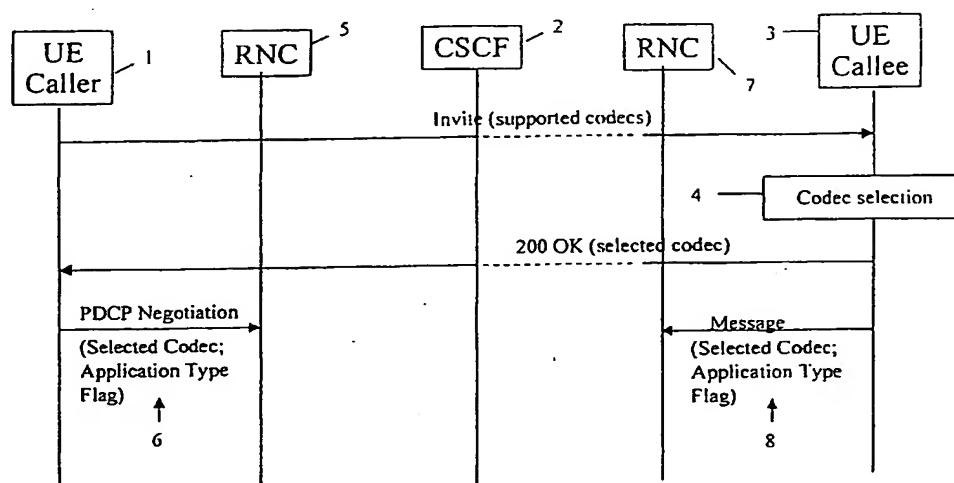 UE
Caller
1
RNC
5
CSCF
2
RNC
7
3
UE
Callee
Invite (supported codecs)
4
Codec selection
200 OK (selected codec)
PDCP Negotiation
(Selected Codec;
Application Type
Flag)
6
Message
(Selected Codec;
Application Type
Flag)
8